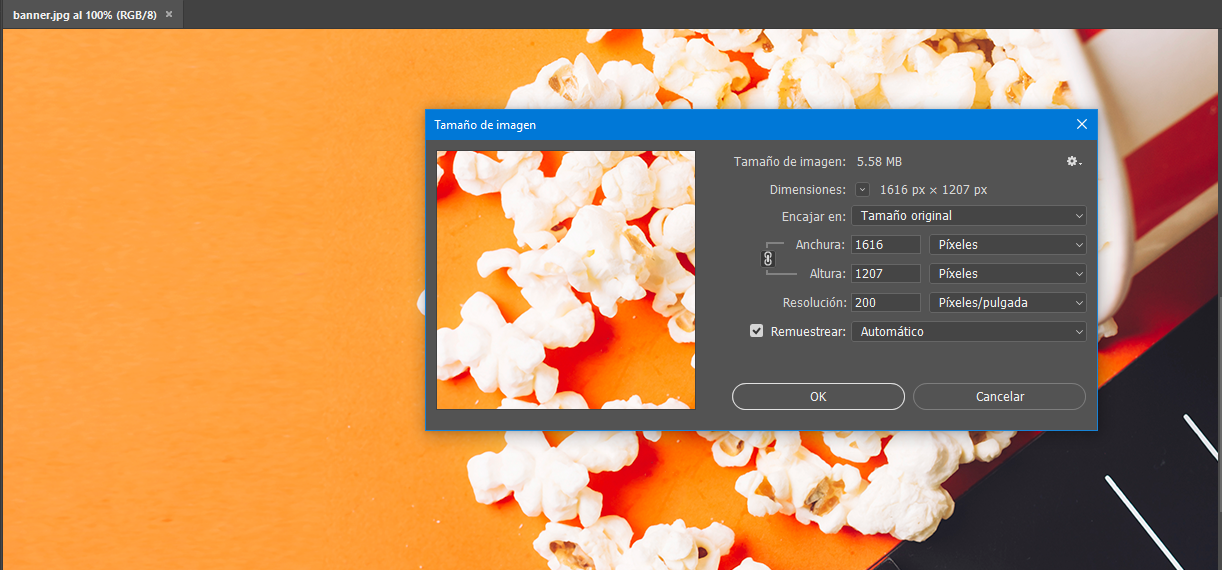 banner.jpg al 100% (RGB/8) ×
Tamaño de imagen
Tamaño de imagen: 5.58 MB
Dimensiones: 1616 px × 1207 px
Encajar en: Tamaño original
Anchura: 1616 Píxeles
Altura: 1207 Píxeles
Resolución: 200 Píxeles/pulgada
Remuestrear: Automático
OK Cancelar